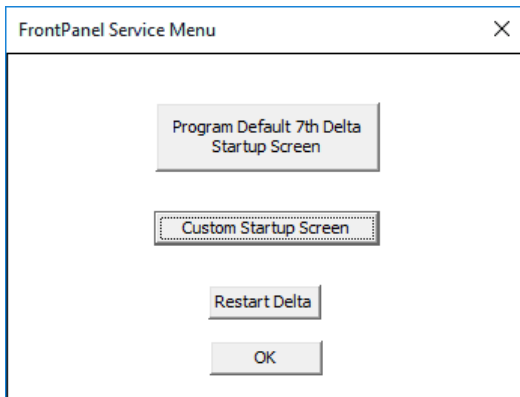 FrontPanel Service Menu
Program Default 7th Delta
Startup Screen
Custom Startup Screen
Restart Delta
OK